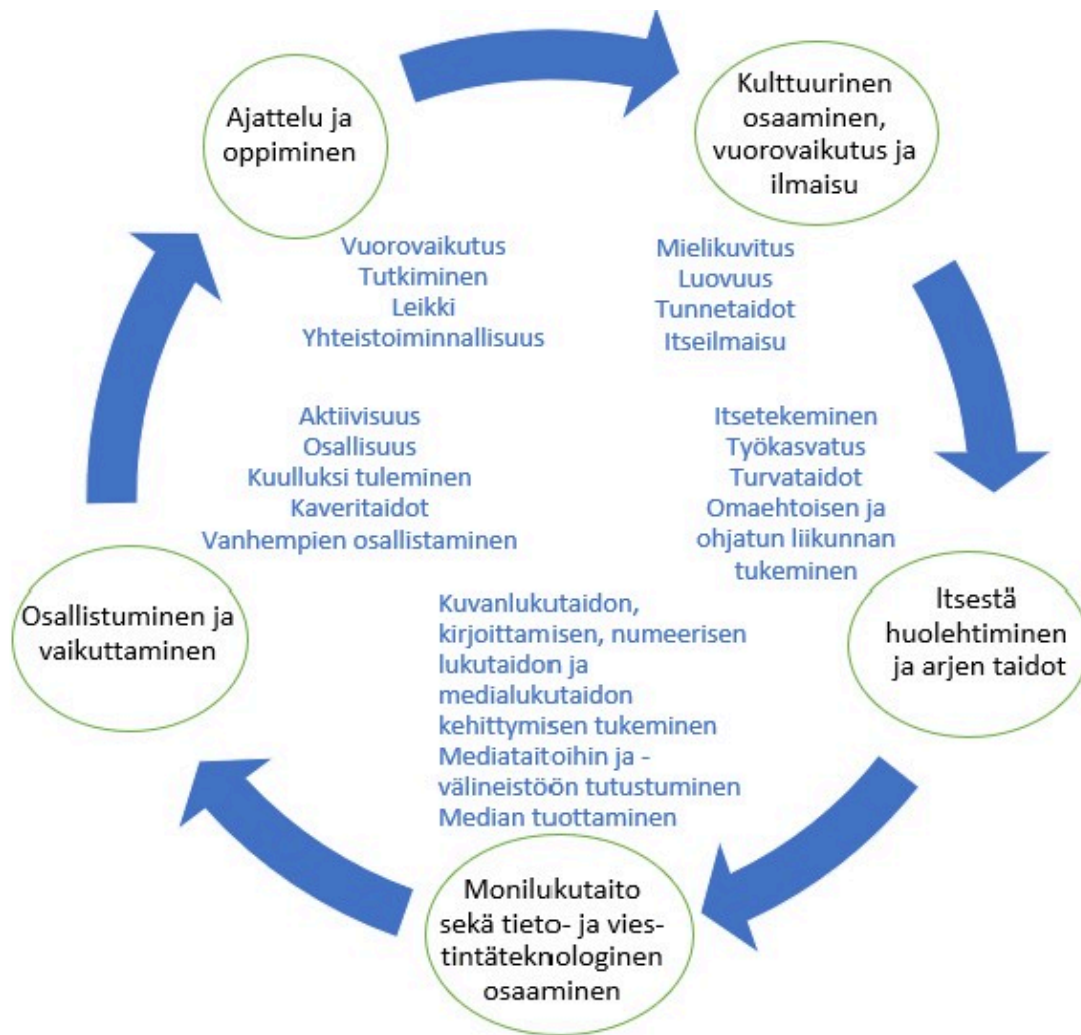 Ajattelu ja
oppiminen
Kulttuurinen
osaaminen,
vuorovaikutus ja
ilmaisu
Vuorovaikutus
Tutkiminen
Leikki
Yhteistoiminnallisuus
Mielikuvitus
Luovuus
Tunnetaidot
Itseilmaisu
Aktiivisuus
Osallisuus
Kuulluksi tuleminen
Kaveritaidot
Vanhempien osallistaminen
Itsetekeminen
Työkasvatus
Turvataidot
Omaehtoisen ja
ohjatun liikunnan
tukeminen
Osallistuminen ja
vaikuttaminen
Kuvanlukutaidon,
kirjoittamisen, numeerisen
lukutaidon ja
medialukutaidon
kehittymisen tukeminen
Mediataitoihin ja -
välineistöön tutustuminen
Median tuottaminen
Itsestä
huolehtiminen
ja arjen taidot
Monilukutaito
sekä tieto- ja vies-
tintäteknologinen
osaaminen